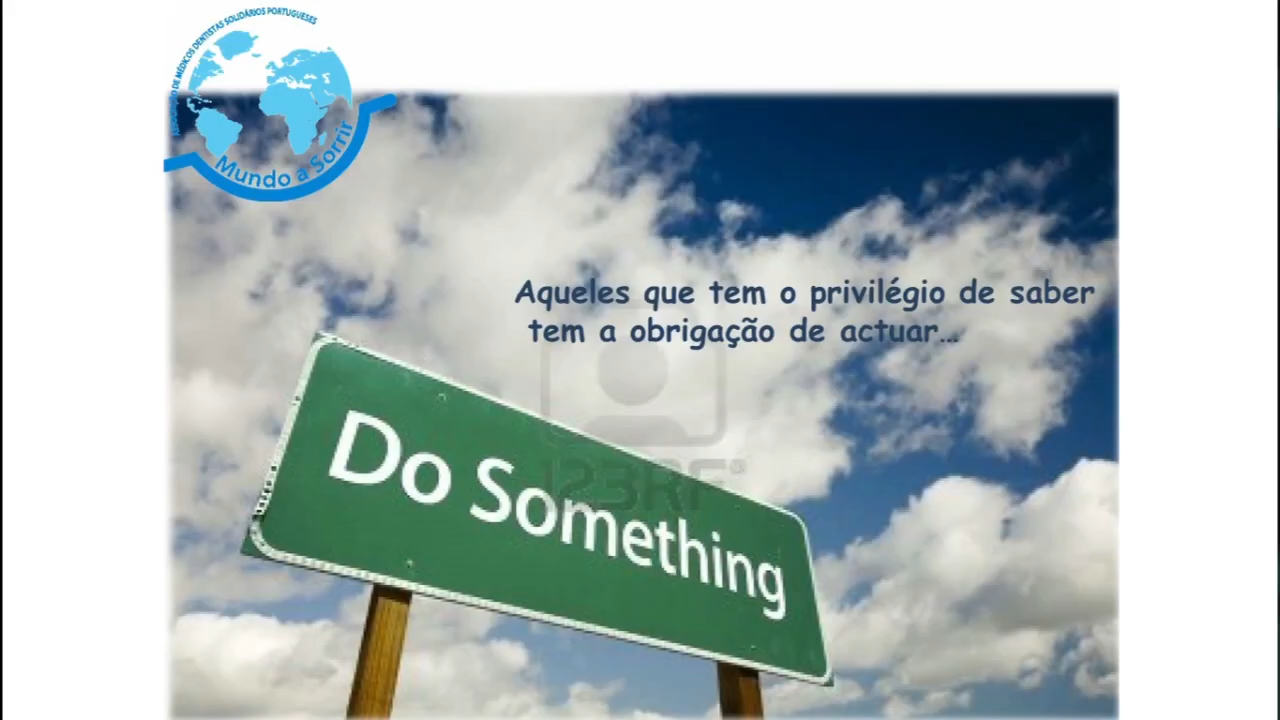 ASSOCIAÇÃO DE MÉDICOS DENTISTAS SOLIDÁRIOS PORTUGUESES
Mundo a Sorrir
Aqueles que tem o privilégio de saber
tem a obrigação de actuar…
Do Something
123RF